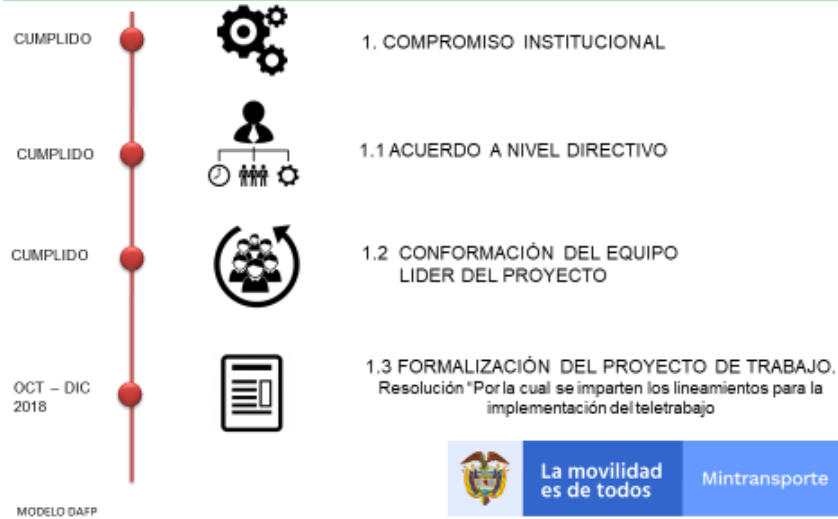 CUMPLIDO
1. COMPROMISO INSTITUCIONAL
CUMPLIDO
1.1 ACUERDO A NIVEL DIRECTIVO
CUMPLIDO
1.2 CONFORMACIÓN DEL EQUIPO
LIDER DEL PROYECTO
OCT – DIC
2018
1.3 FORMALIZACIÓN DEL PROYECTO DE TRABAJO.
Resolución "Por la cual se imparten los lineamientos para la
implementación del teletrabajo
La movilidad
es de todos
Mintransporte
MODELO DAFP